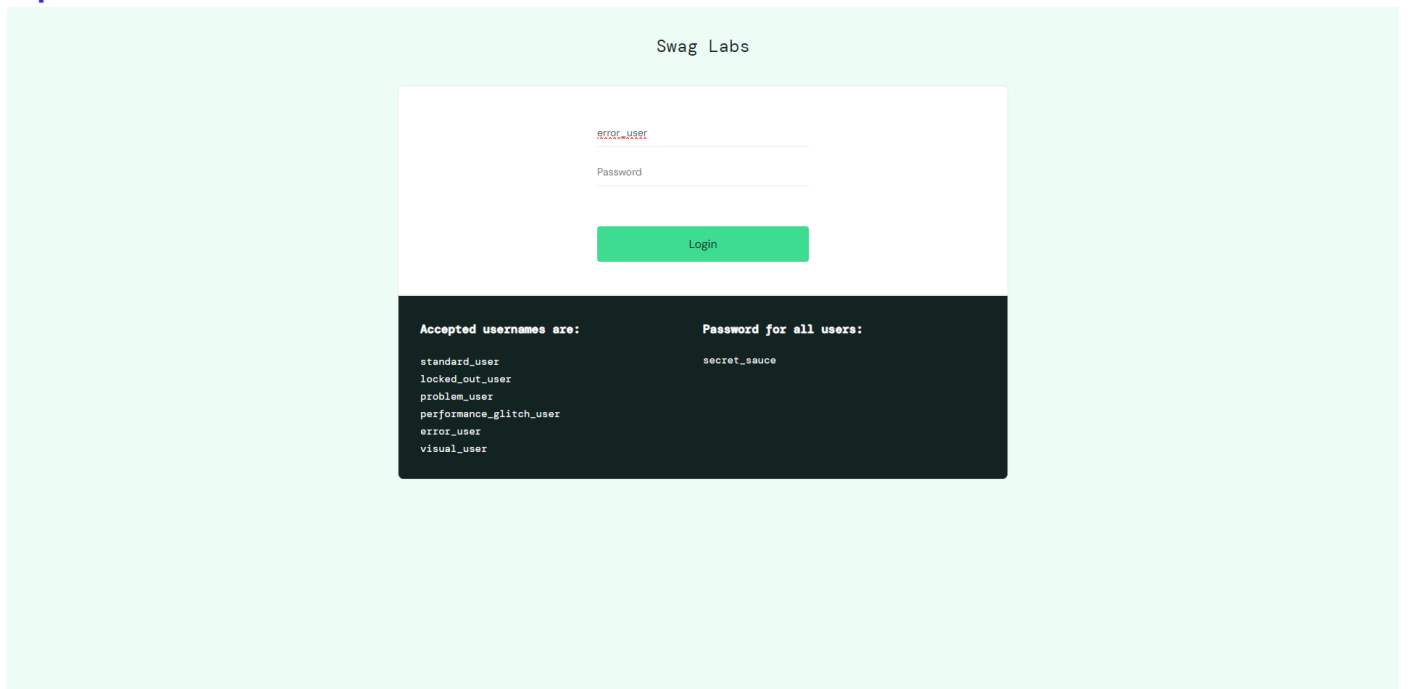 Swag Labs
error_user
Password
Login
Accepted usernames are:
standard_user
locked_out_user
problem_user
performance_glitch_user
error_user
visual_user
Password for all users:
secret_sauce